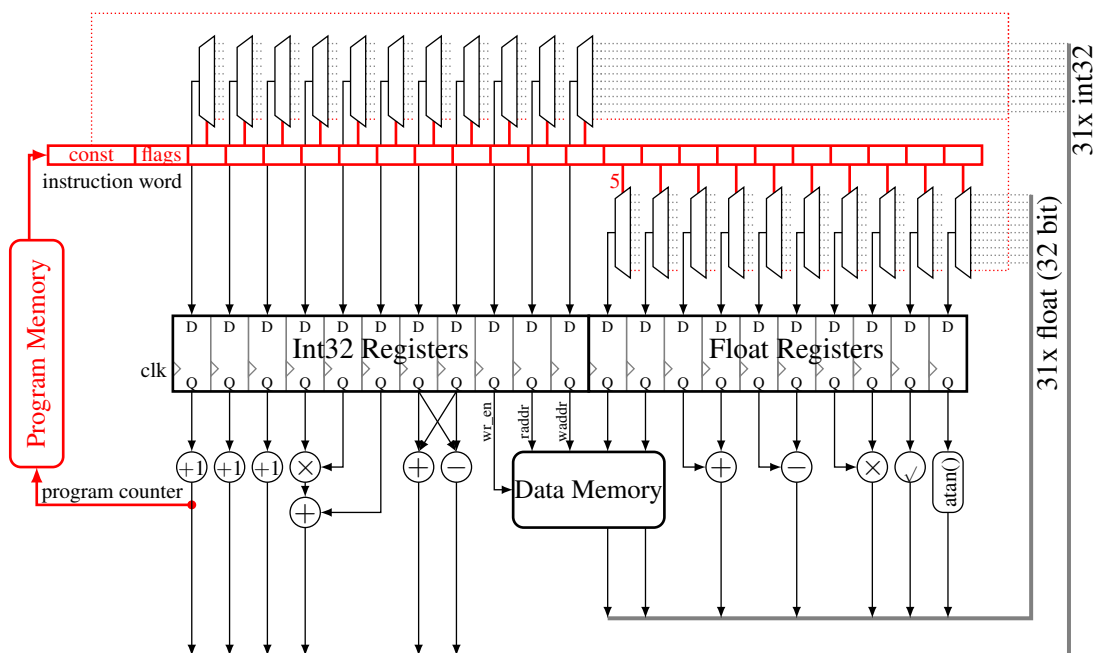 31x int32
const flags
instruction word
5
31x float (32 bit)
Program Memory
D D D D D D D D D D D D D D D D D D D D D
Int32 Registers Float Registers
clk
Q Q Q Q Q Q Q Q Q Q Q Q Q Q Q Q Q Q Q Q Q
wr_en raddr waddr
+1 +1 +1 × + − + − × √ atan()
program counter
Data Memory
+